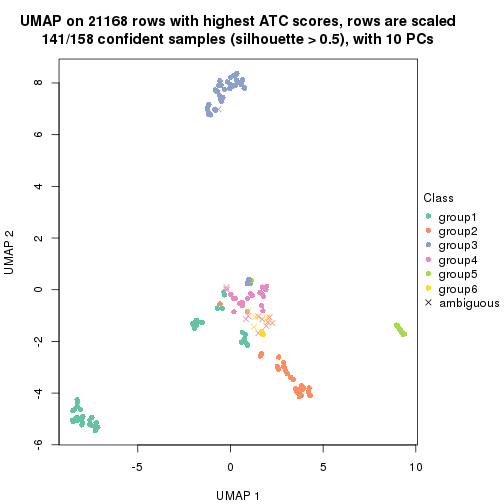 UMAP on 21168 rows with highest ATC scores, rows are scaled
141/158 confident samples (silhouette > 0.5), with 10 PCs
8
6
4
2
0
-2
-4
-6
UMAP 2
-5
0
5
10
UMAP 1
Class
group1
group2
group3
group4
group5
group6
ambiguous